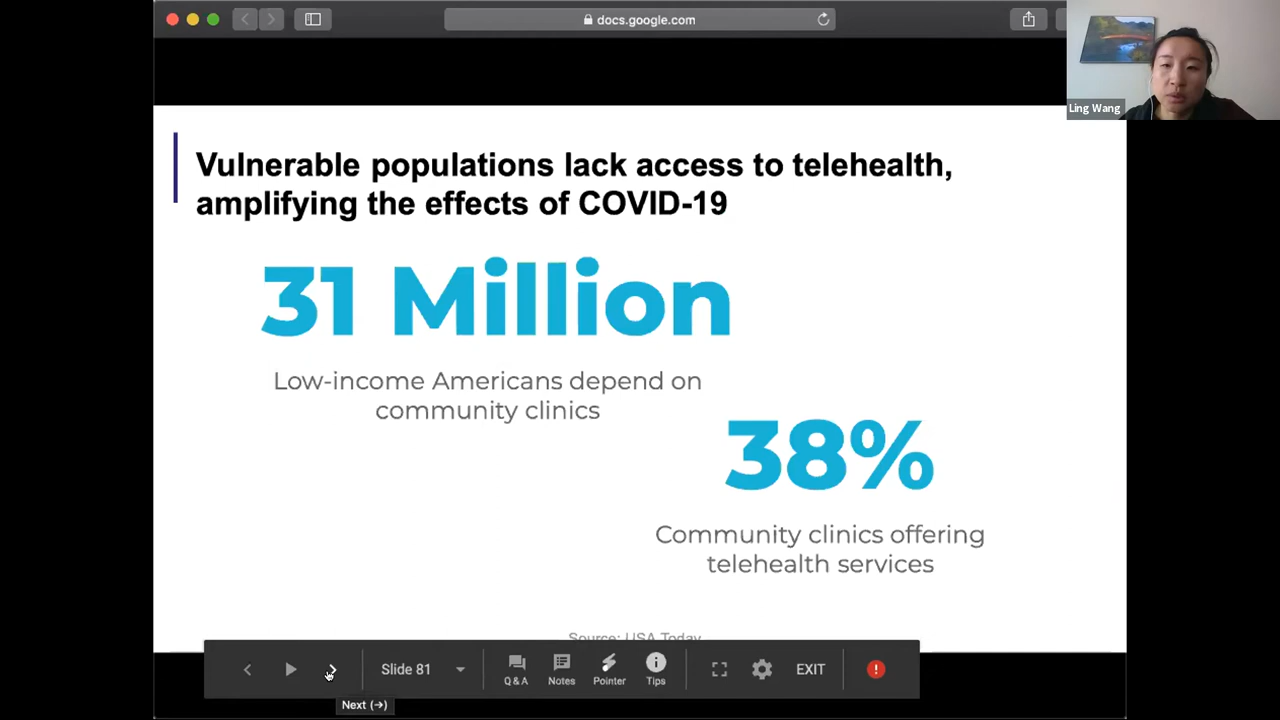 docs.google.com
Ling Wang
Vulnerable populations lack access to telehealth,
amplifying the effects of COVID-19
31 Million
Low-income Americans depend on
community clinics
38%
Community clinics offering
telehealth services
Source: USA Today
Slide 81
Q & A
Notes
Pointer
Tips
EXIT
Next (→)